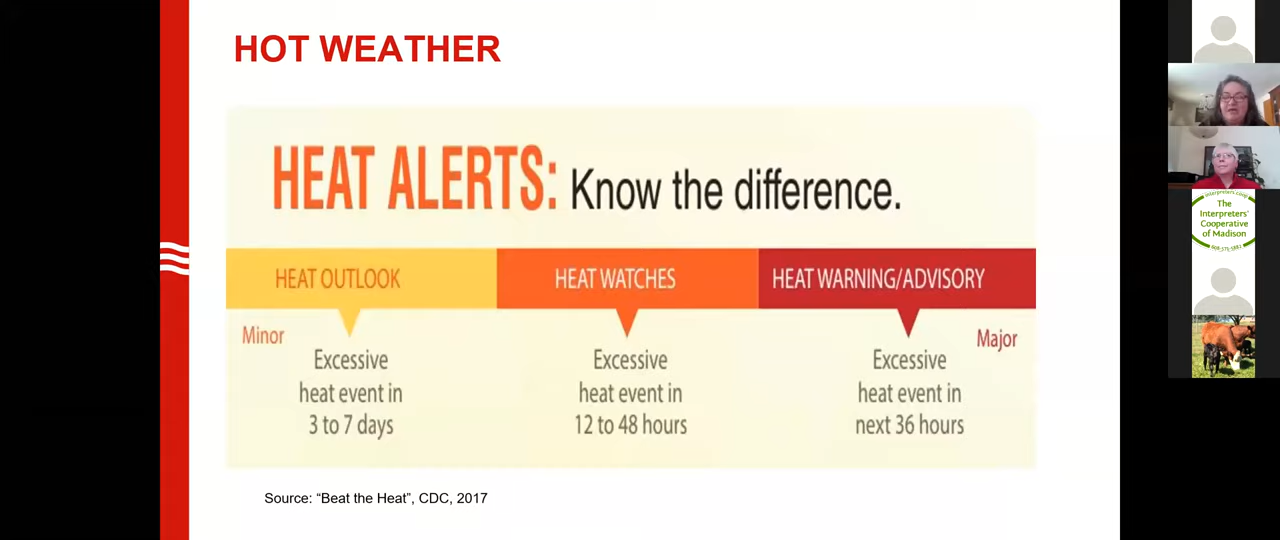 HOT WEATHER
HEAT ALERTS: Know the difference.
HEAT OUTLOOK
HEAT WATCHES
HEAT WARNING/ADVISORY
Minor
Major
Excessive
heat event in
3 to 7 days
Excessive
heat event in
12 to 48 hours
Excessive
heat event in
next 36 hours
Source: “Beat the Heat”, CDC, 2017
The
Interpreters'
Cooperative
of Madison